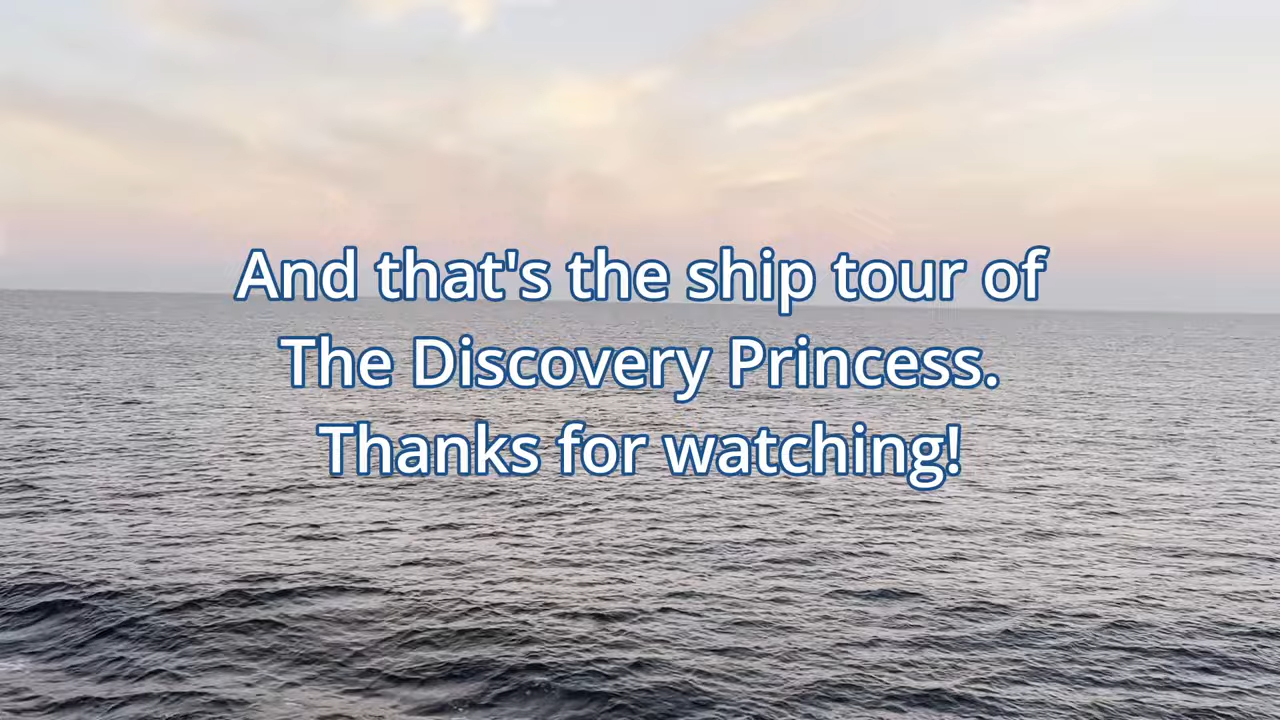 And that's the ship tour of
The Discovery Princess.
Thanks for watching!